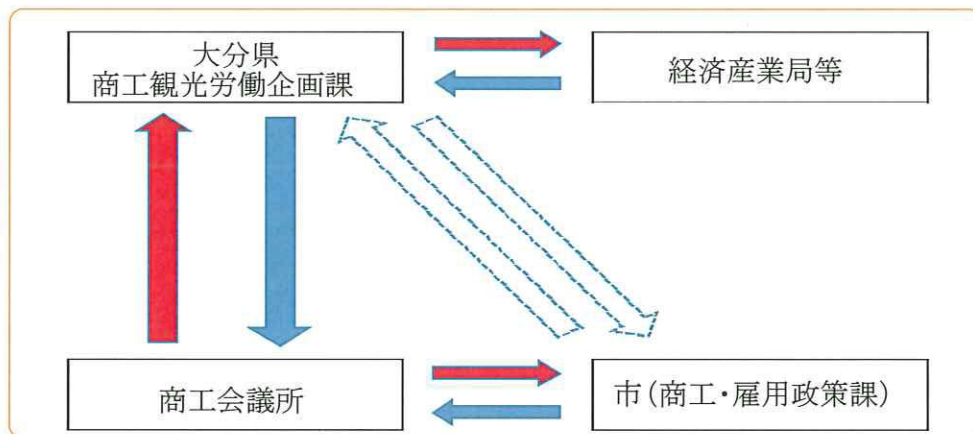 大分県
商工観光労働企画課
経済産業局等
商工会議所
市(商工・雇用政策課)